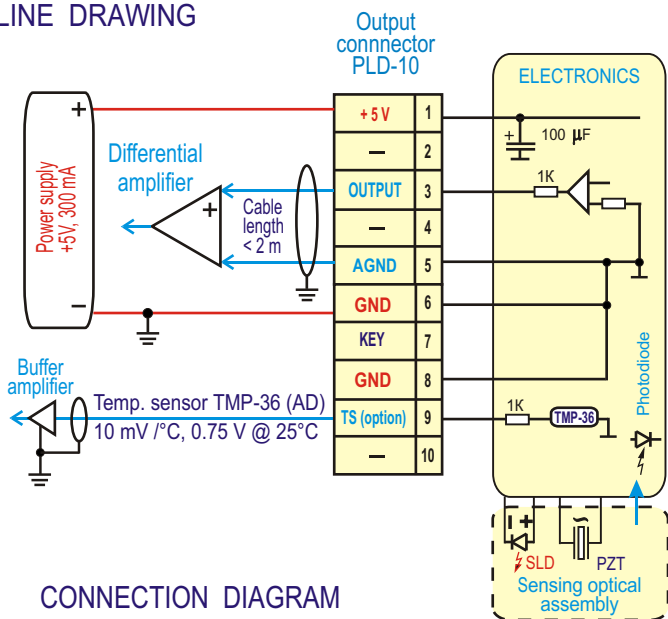 LINE DRAWING
Output
connnector
PLD-10
ELECTRONICS
+
Power supply
+5V, 300 mA
–
Differential
amplifier
+
Cable
length
< 2 m
+ 5 V 1
– 2
OUTPUT 3
– 4
AGND 5
GND 6
KEY 7
GND 8
TS (option) 9
– 10
+ 100 µF
1K
Photodiode
1K
TMP-36
Buffer
amplifier
Temp. sensor TMP-36 (AD)
10 mV /°C, 0.75 V @ 25°C
– +
~
SLD
PZT
Sensing optical
assembly
CONNECTION DIAGRAM